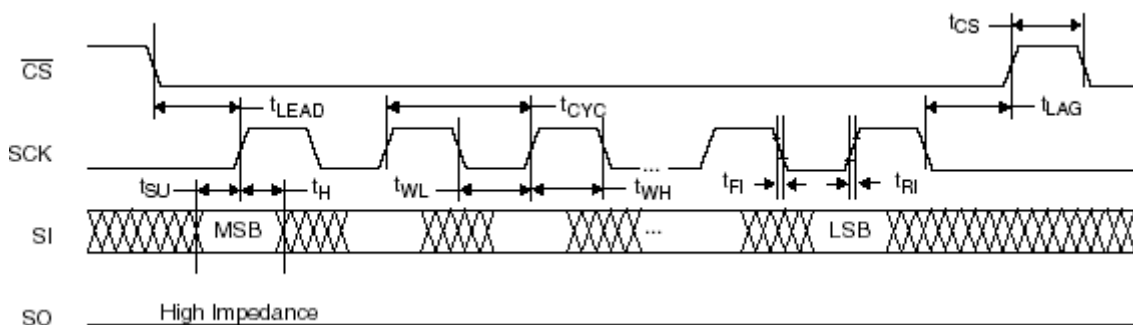 tCS
CS
tLEAD
tCYC
tLAG
SCK
...
tSU
tH
tWL
tWH
tFI
tRI
SI
MSB
...
LSB
SO
High Impedance